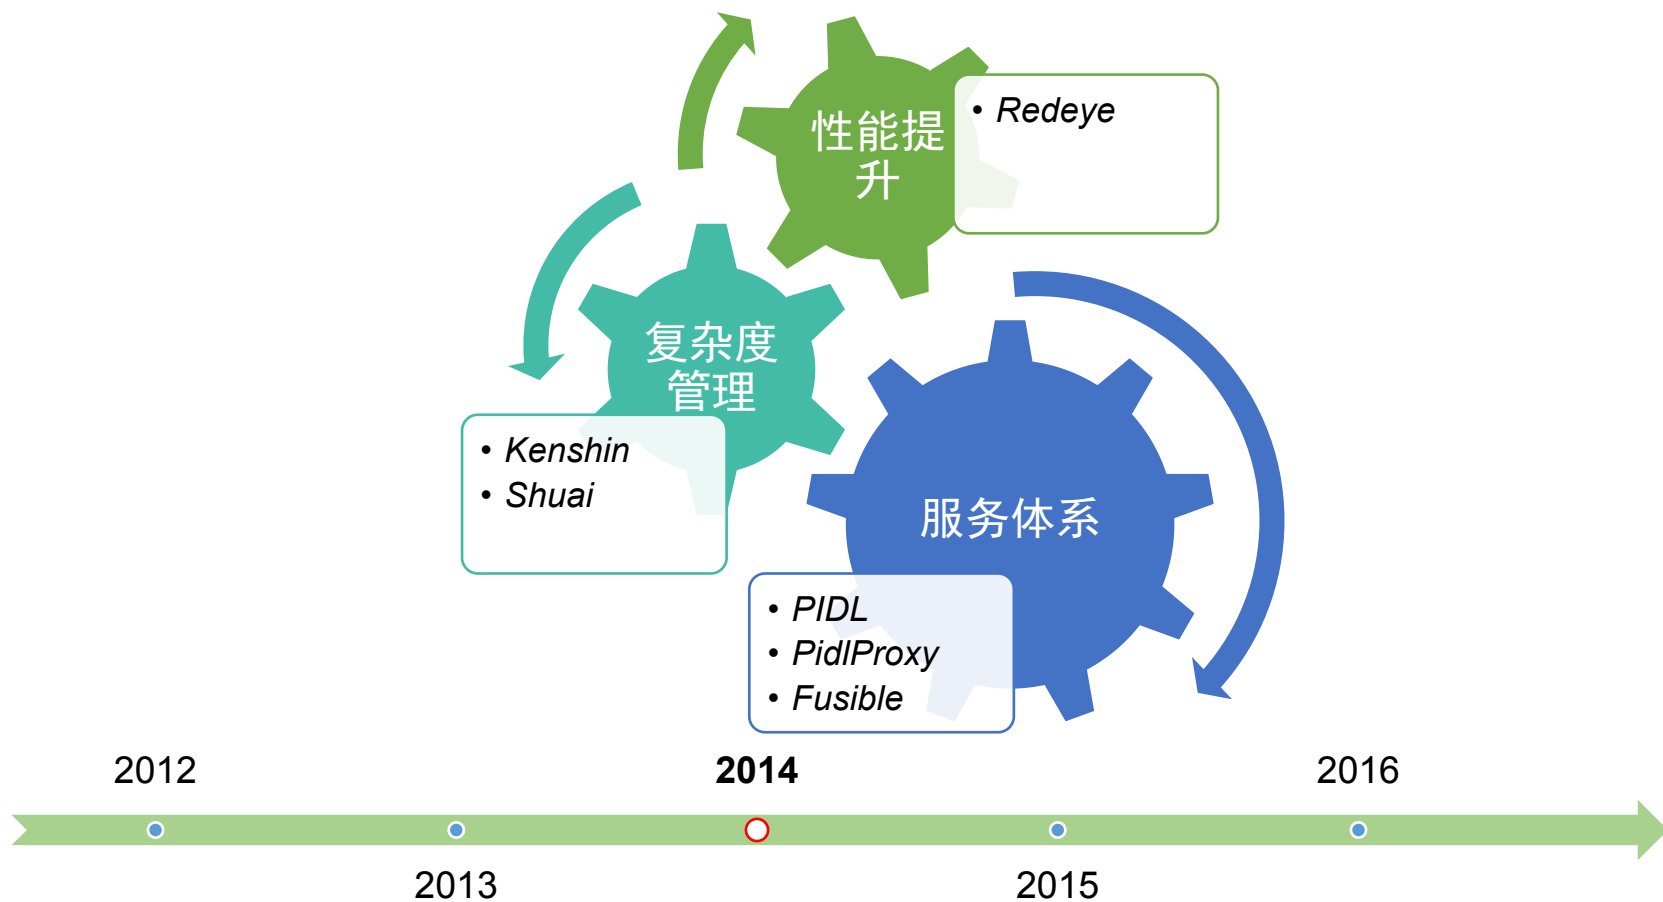 性能提
升
• Redeye
复杂度
管理
• Kenshin
• Shuai
服务体系
• PIDL
• PidlProxy
• Fusible
2012
2014
2016
2013
2015